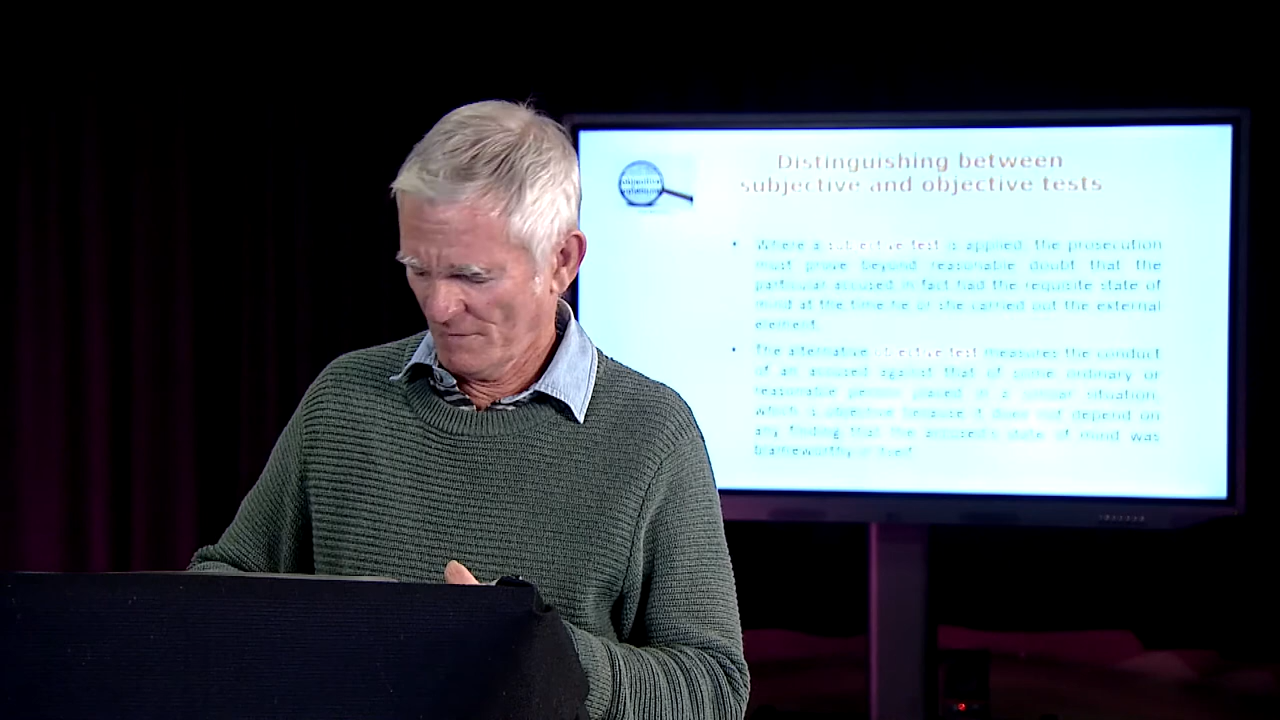 Distinguishing between
subjective and objective tests
• Where a subjective test is applied, the prosecution
must prove beyond reasonable doubt that the
particular accused in fact had the requisite state of
mind at the time he or she carried out the external
element.
• The alternative objective test measures the conduct
of an accused against that of some ordinary or
reasonable person placed in a similar situation,
which is objective because it does not depend on
any finding that the accused's state of mind was
blameworthy in itself.